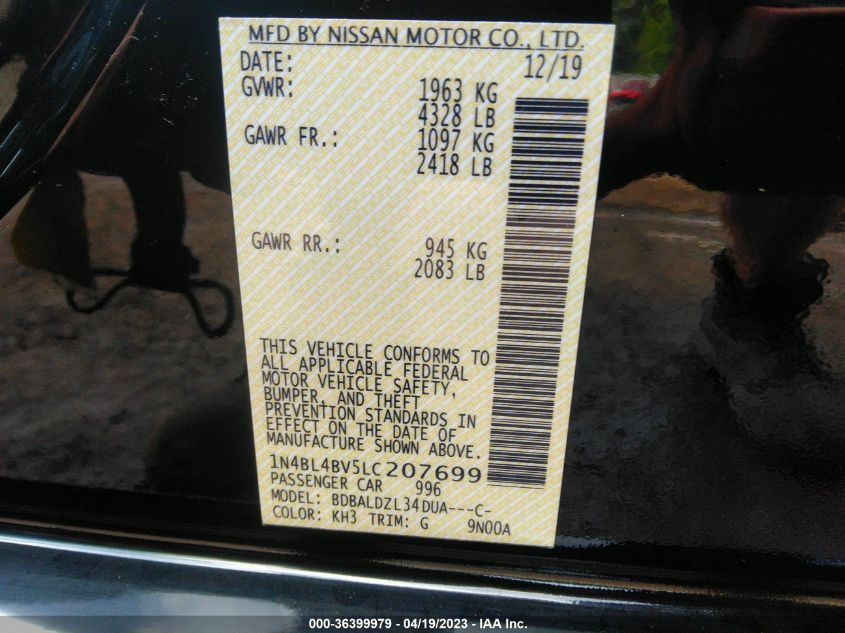 MFD BY NISSAN MOTOR CO., LTD.
DATE: 12/19
GVWR: 1963 KG
4328 LB
GAWR FR.: 1097 KG
2418 LB
GAWR RR.: 945 KG
2083 LB
THIS VEHICLE CONFORMS TO
ALL APPLICABLE FEDERAL
MOTOR VEHICLE SAFETY,
BUMPER, AND THEFT
PREVENTION STANDARDS IN
EFFECT ON THE DATE OF
MANUFACTURE SHOWN ABOVE.
1N4BL4BV5LC207699
PASSENGER CAR 996
MODEL: BDBALDZL34DUA---C-
COLOR: KH3 TRIM: G 9N00A
000-36399979 / 04/19/2023 - IAA Inc.